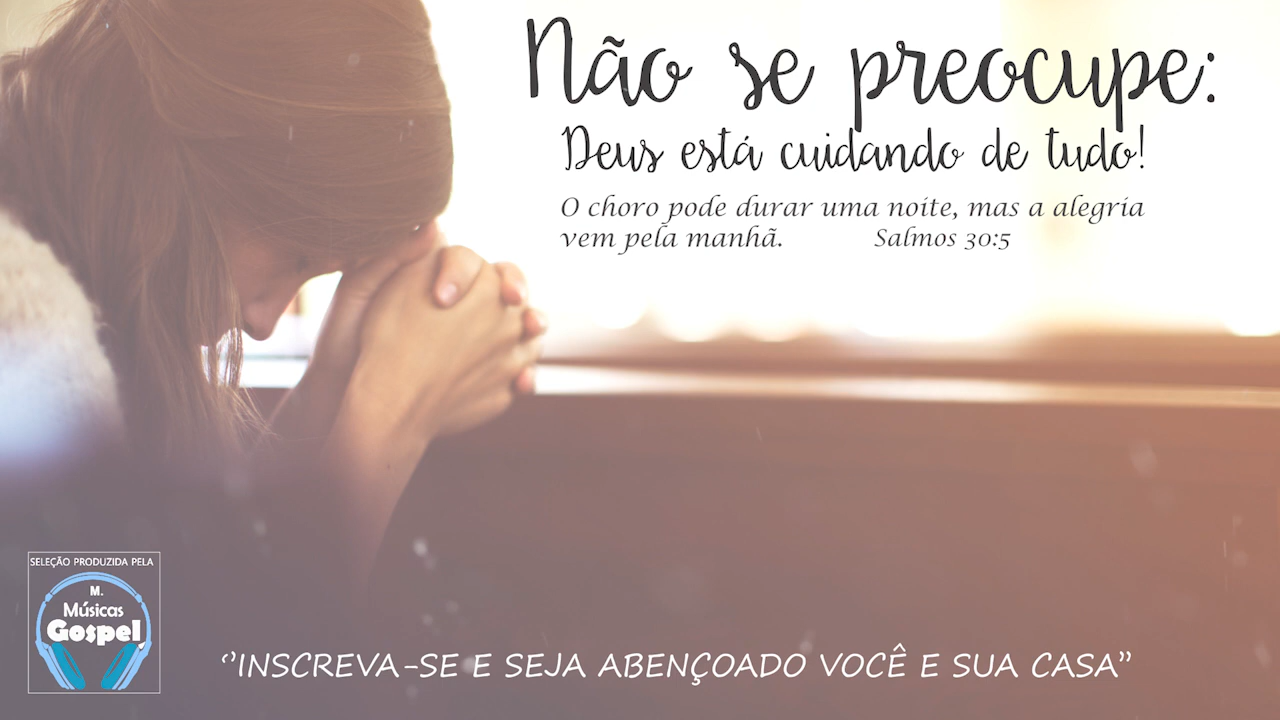 Não se preocupe:
Deus está cuidando de tudo!
O choro pode durar uma noite, mas a alegria
vem pela manhã. Salmos 30:5
SELEÇÃO PRODUZIDA PELA
M.
Músicas
Gospel
“INSCREVA-SE E SEJA ABENÇOADO VOCÊ E SUA CASA”